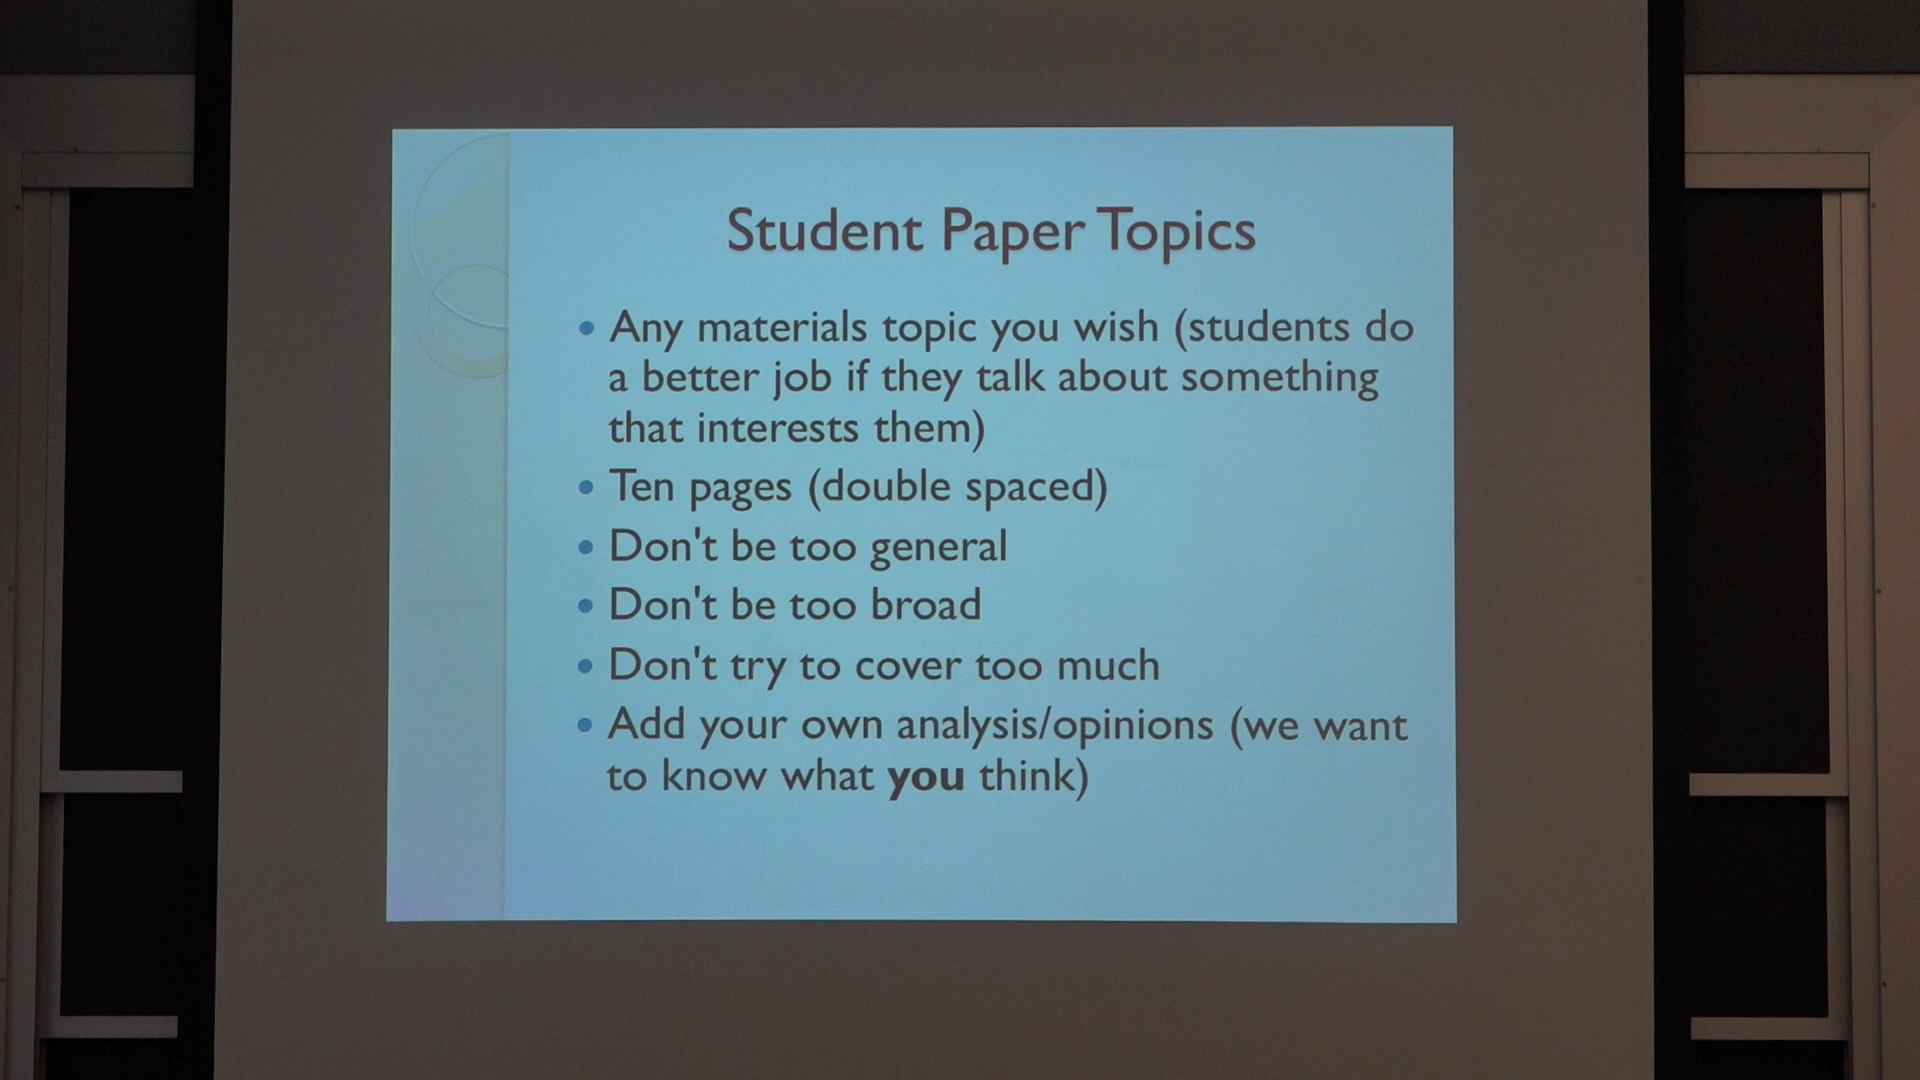 Student Paper Topics
• Any materials topic you wish (students do
a better job if they talk about something
that interests them)
• Ten pages (double spaced)
• Don't be too general
• Don't be too broad
• Don't try to cover too much
• Add your own analysis/opinions (we want
to know what you think)